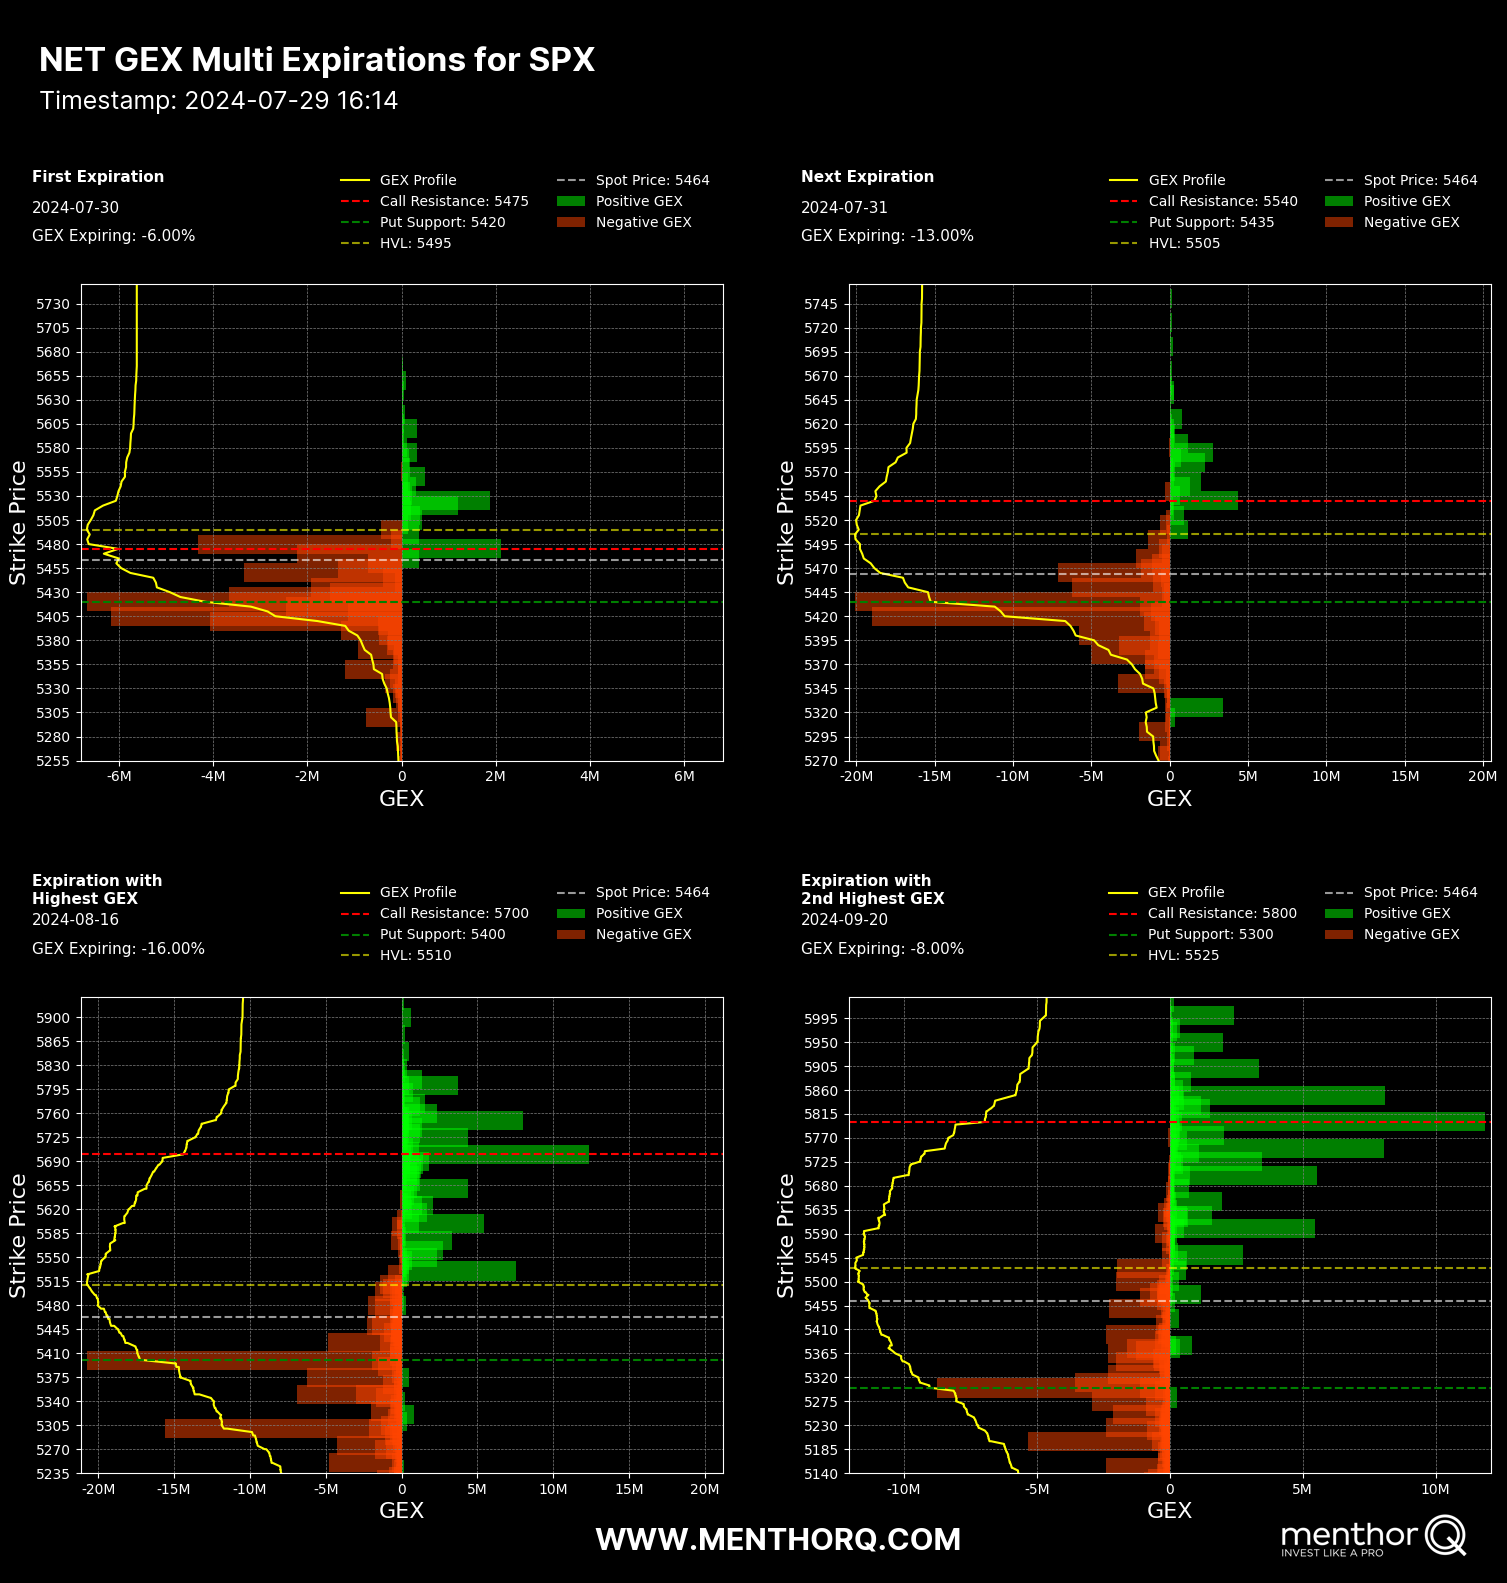 NET GEX Multi Expirations for SPX
Timestamp: 2024-07-29 16:14
First Expiration
2024-07-30
GEX Expiring: -6.00%
GEX Profile
Call Resistance: 5475
Put Support: 5420
HVL: 5495
Spot Price: 5464
Positive GEX
Negative GEX
Strike Price
5730
5705
5680
5655
5630
5605
5580
5555
5530
5505
5480
5455
5430
5405
5380
5355
5330
5305
5280
5255
-6M -4M -2M 0 2M 4M 6M
GEX
Next Expiration
2024-07-31
GEX Expiring: -13.00%
GEX Profile
Call Resistance: 5540
Put Support: 5435
HVL: 5505
Spot Price: 5464
Positive GEX
Negative GEX
Strike Price
5745
5720
5695
5670
5645
5620
5595
5570
5545
5520
5495
5470
5445
5420
5395
5370
5345
5320
5295
5270
-20M -15M -10M -5M 0 5M 10M 15M 20M
GEX
Expiration with
Highest GEX
2024-08-16
GEX Expiring: -16.00%
GEX Profile
Call Resistance: 5700
Put Support: 5400
HVL: 5510
Spot Price: 5464
Positive GEX
Negative GEX
Strike Price
5900
5865
5830
5795
5760
5725
5690
5655
5620
5585
5550
5515
5480
5445
5410
5375
5340
5305
5270
5235
-20M -15M -10M -5M 0 5M 10M 15M 20M
GEX
Expiration with
2nd Highest GEX
2024-09-20
GEX Expiring: -8.00%
GEX Profile
Call Resistance: 5800
Put Support: 5300
HVL: 5525
Spot Price: 5464
Positive GEX
Negative GEX
Strike Price
5995
5950
5905
5860
5815
5770
5725
5680
5635
5590
5545
5500
5455
5410
5365
5320
5275
5230
5185
5140
-10M -5M 0 5M 10M
GEX
WWW.MENTHORQ.COM
menthor Q
INVEST LIKE A PRO